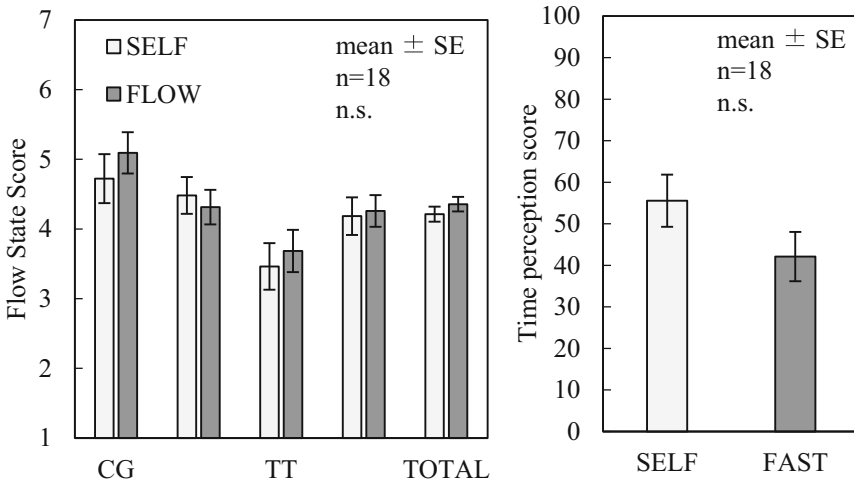 7
6
5
4
3
2
1
Flow State Score
SELF
FLOW
mean ± SE
n=18
n.s.
CG
TT
TOTAL
100
90
80
70
60
50
40
30
20
10
0
Time perception score
mean ± SE
n=18
n.s.
SELF
FAST